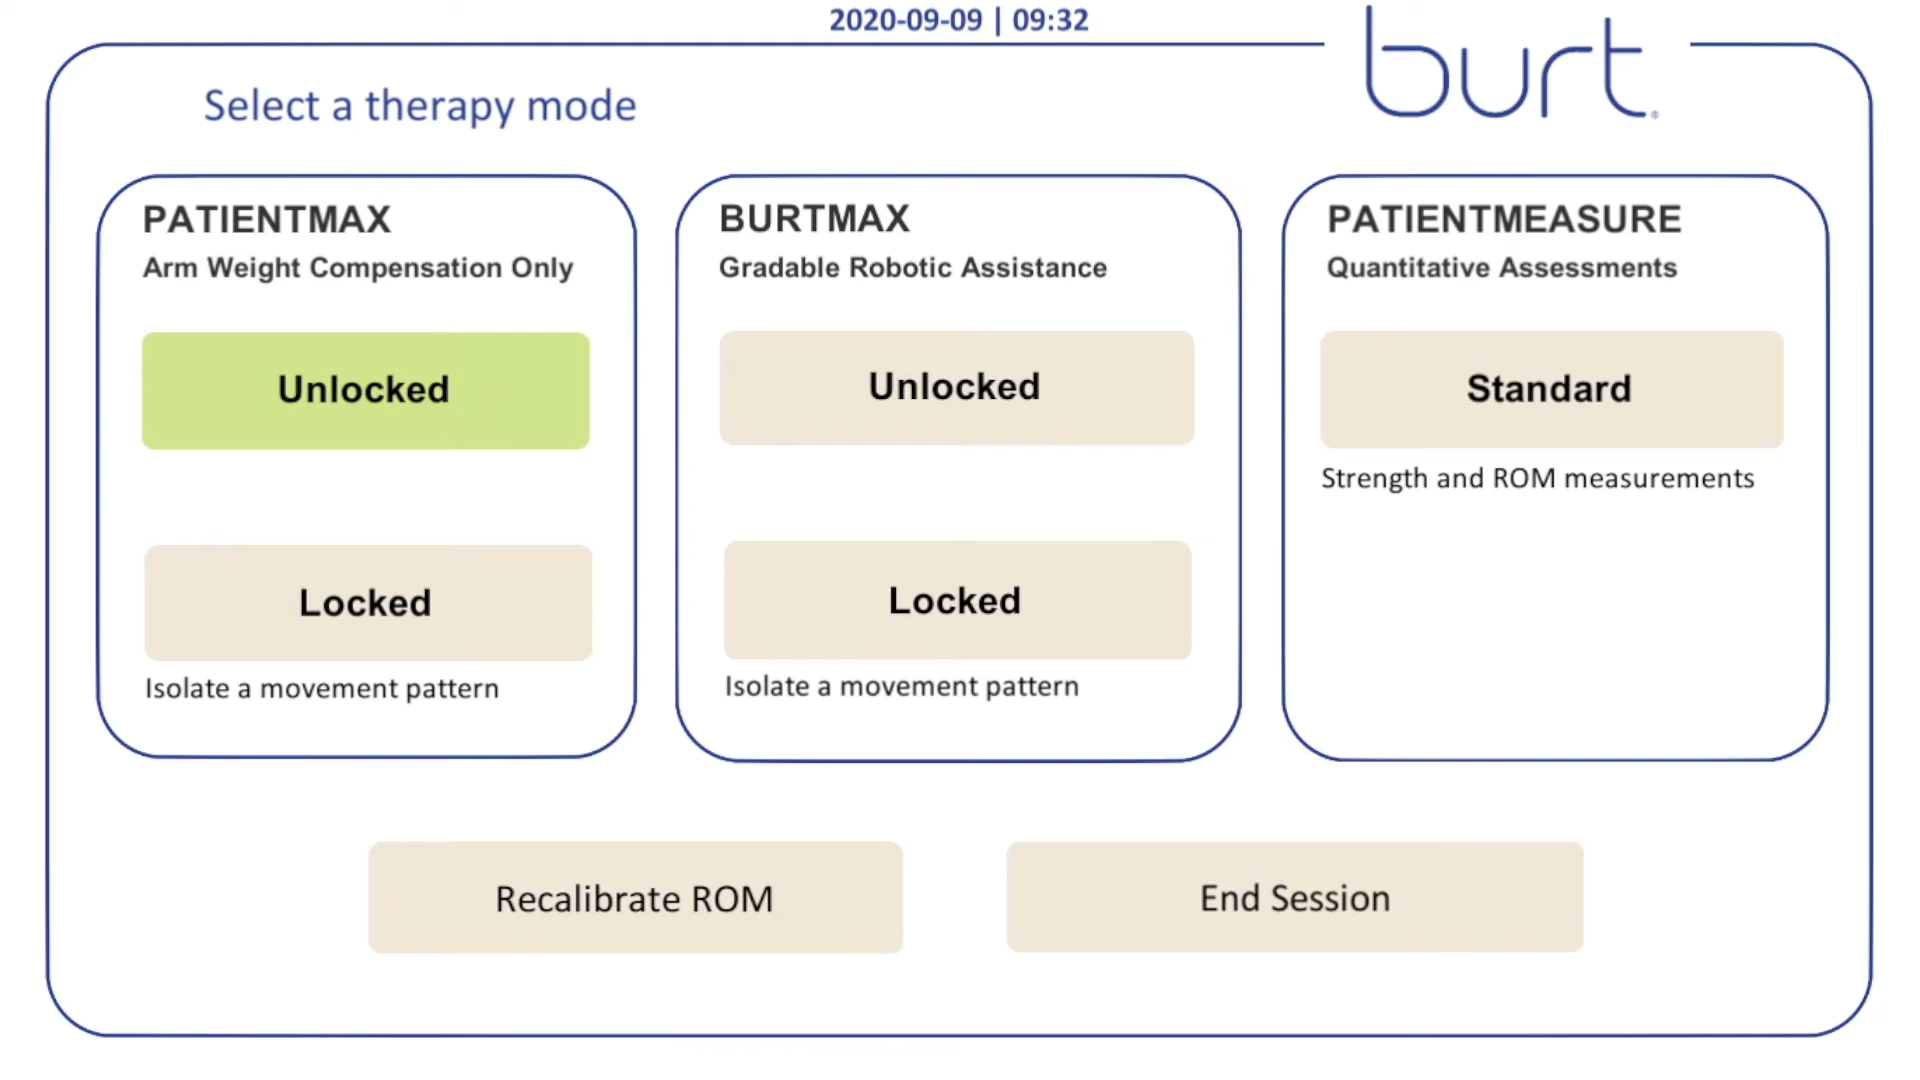 2020-09-09 | 09:32
burt®
Select a therapy mode
PATIENTMAX
Arm Weight Compensation Only
Unlocked
Locked
Isolate a movement pattern
BURTMAX
Gradable Robotic Assistance
Unlocked
Locked
Isolate a movement pattern
PATIENTMEASURE
Quantitative Assessments
Standard
Strength and ROM measurements
Recalibrate ROM
End Session